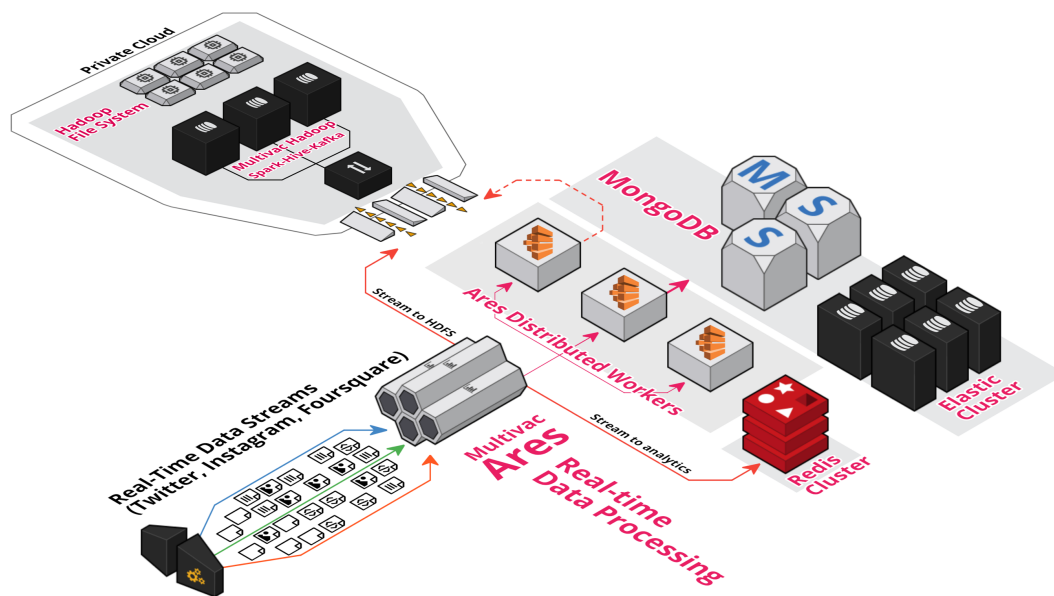 Private Cloud
Hadoop
File System
Multivac Hadoop
Spark-Hive-Kafka
MongoDB
M
S
S
Ares Distributed Workers
Stream to HDFS
Elastic
Cluster
Real-Time Data Streams
(Twitter, Instagram, Foursquare)
Stream to analytics
Redis
Cluster
Multivac
Ares
Real-time
Data Processing